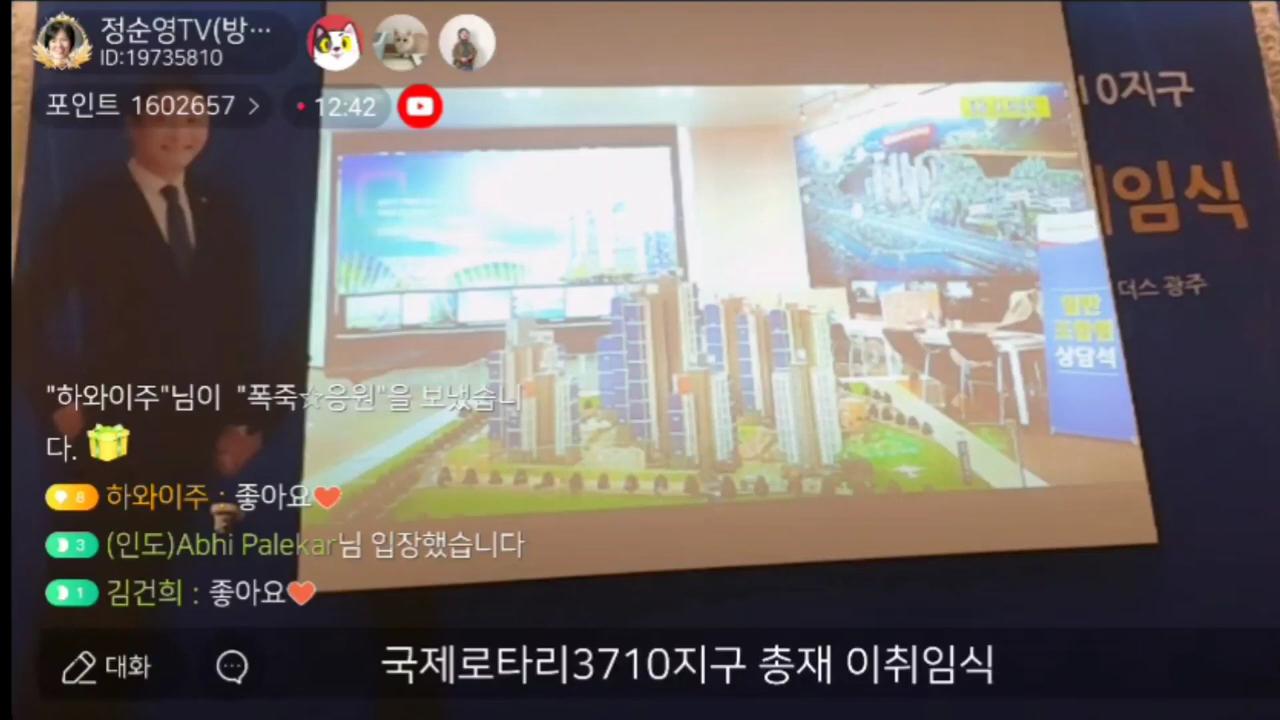 정순영TV(방…
ID:19735810
포인트 1602657 >
12:42
10지구
임식
더스 광주
일반
조합원
상담석
"하와이주"님이 "폭죽☆응원"을 보냈습니
다.
8 하와이주 : 좋아요
3 (인도)Abhi Palekar님 입장했습니다
1 김건희 : 좋아요
대화
국제로타리3710지구 총재 이취임식